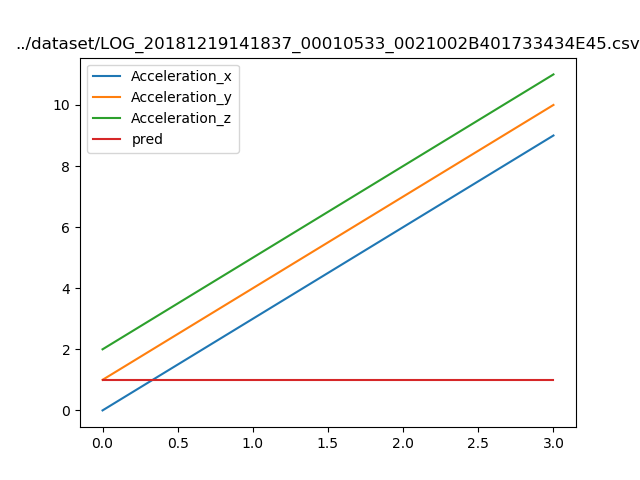 ../dataset/LOG_20181219141837_00010533_0021002B401733434E45.csv
Acceleration_x
Acceleration_y
Acceleration_z
pred
10
8
6
4
2
0
0.0 0.5 1.0 1.5 2.0 2.5 3.0